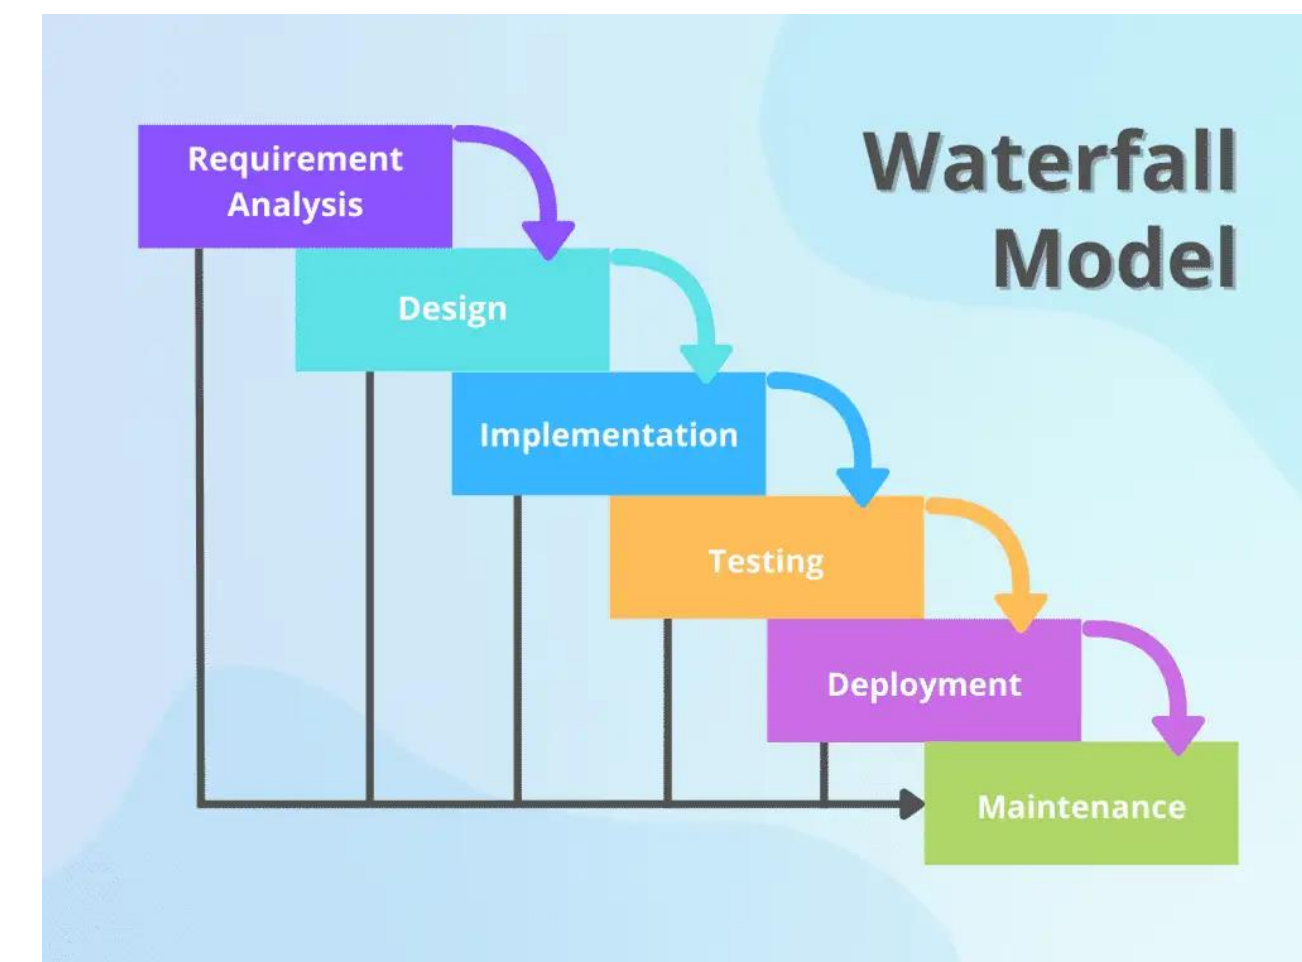 Waterfall
Model
Requirement
Analysis
Design
Implementation
Testing
Deployment
Maintenance